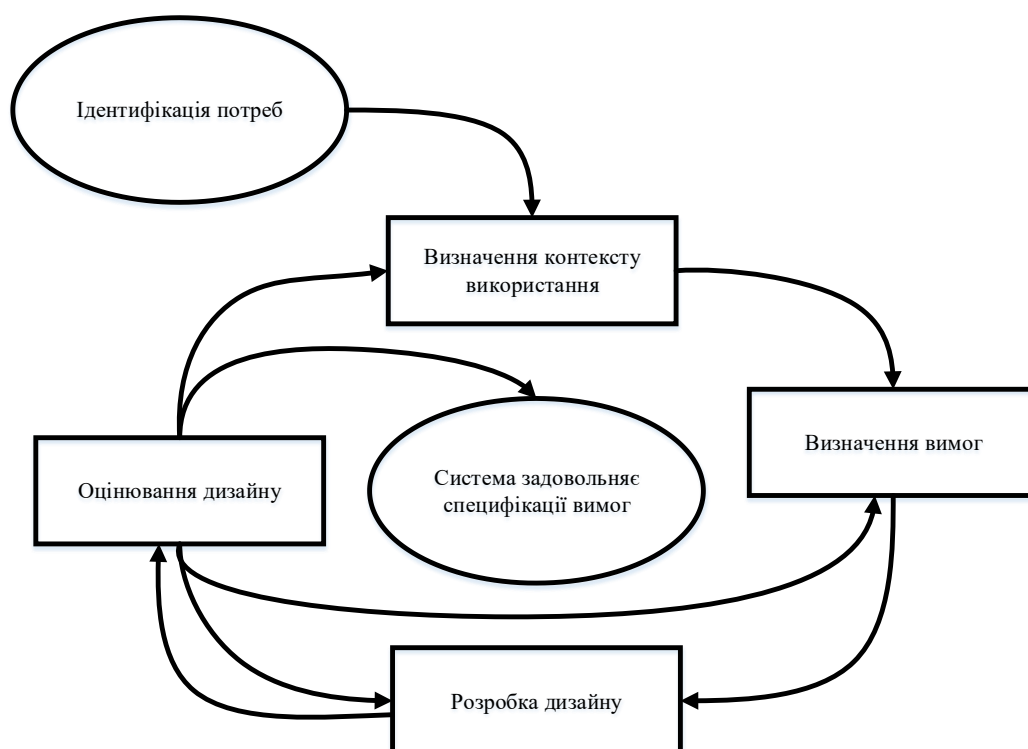 Ідентифікація потреб
Визначення контексту
використання
Визначення вимог
Оцінювання дизайну
Система задовольняє
специфікації вимог
Розробка дизайну